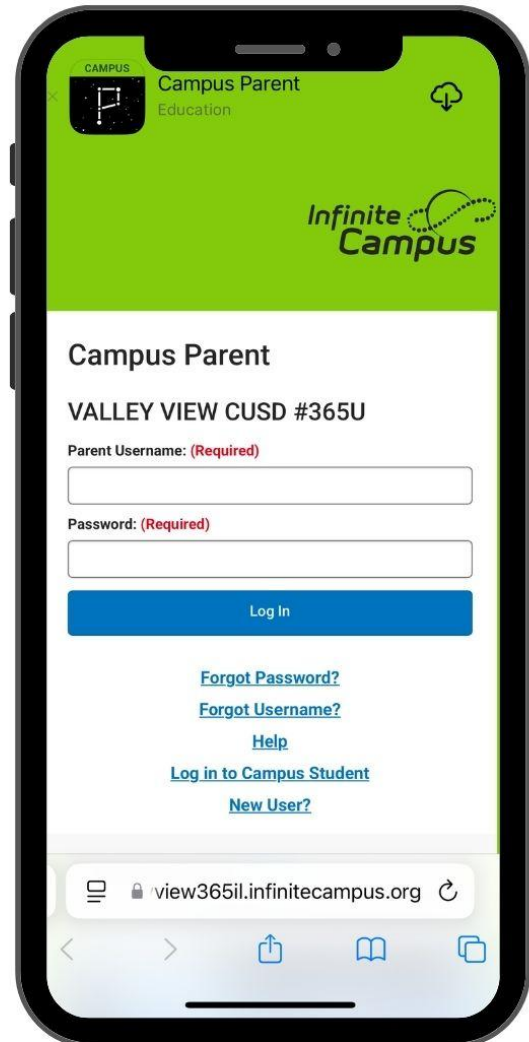 CAMPUS
Campus Parent
Education
Infinite
Campus
Campus Parent
VALLEY VIEW CUSD #365U
Parent Username: (Required)
Password: (Required)
Log In
Forgot Password?
Forgot Username?
Help
Log in to Campus Student
New User?
view365il.infinitecampus.org